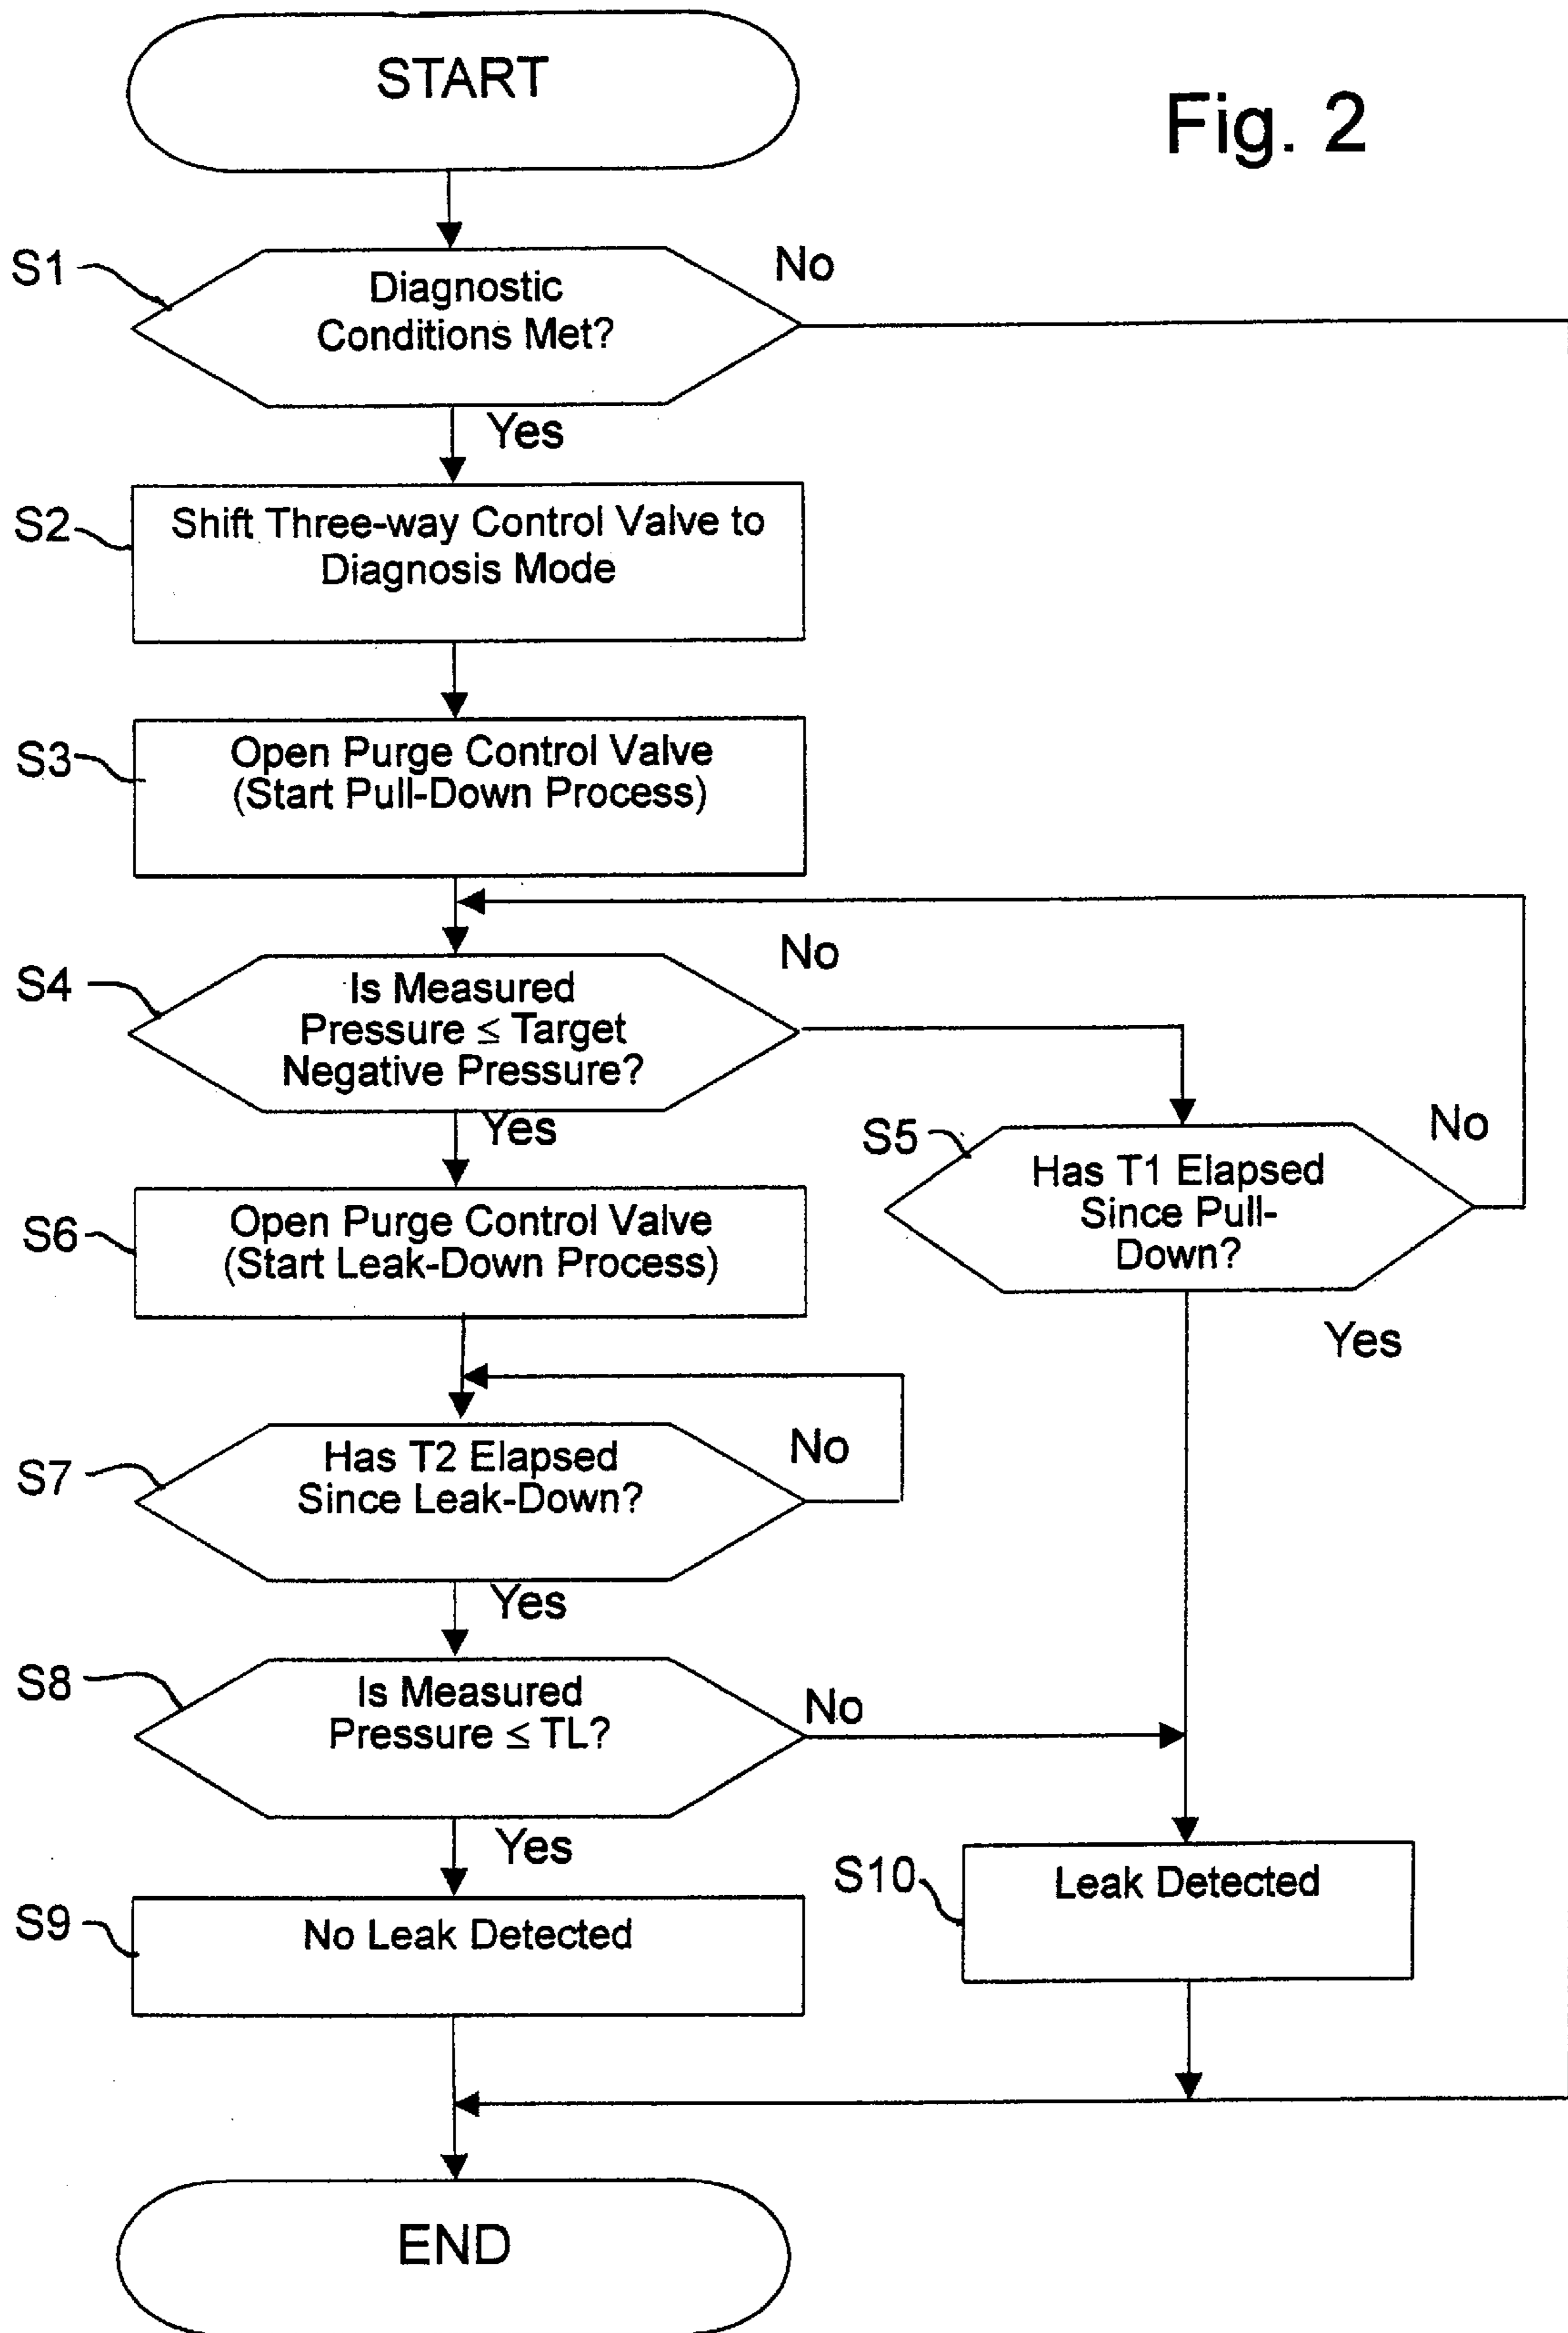 START
Fig. 2
S1
Diagnostic
Conditions Met?
No
Yes
S2
Shift Three-way Control Valve to
Diagnosis Mode
S3
Open Purge Control Valve
(Start Pull-Down Process)
S4
Is Measured
Pressure ≤ Target
Negative Pressure?
No
Yes
S5
Has T1 Elapsed
Since Pull-
Down?
No
Yes
S6
Open Purge Control Valve
(Start Leak-Down Process)
S7
Has T2 Elapsed
Since Leak-Down?
No
Yes
S8
Is Measured
Pressure ≤ TL?
No
Yes
S9
No Leak Detected
S10
Leak Detected
END